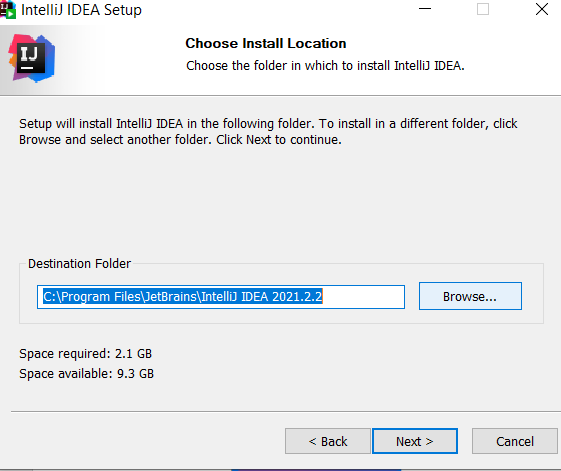 IntelliJ IDEA Setup
IJ
Choose Install Location
Choose the folder in which to install IntelliJ IDEA.
Setup will install IntelliJ IDEA in the following folder. To install in a different folder, click
Browse and select another folder. Click Next to continue.
Destination Folder
C:\Program Files\JetBrains\IntelliJ IDEA 2021.2.2
Browse...
Space required: 2.1 GB
Space available: 9.3 GB
< Back
Next >
Cancel